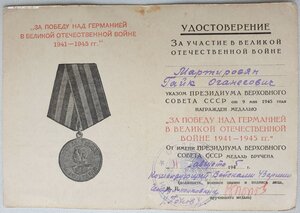 „ЗА ПОБЕДУ НАД ГЕРМАНИЕЙ
В ВЕЛИКОЙ ОТЕЧЕСТВЕННОЙ ВОЙНЕ
1941—1945 гг."
УДОСТОВЕРЕНИЕ
ЗА УЧАСТИЕ В ВЕЛИКОЙ
ОТЕЧЕСТВЕННОЙ ВОЙНЕ
Мартиросян
Гайк Оганесович
УКАЗОМ ПРЕЗИДИУМА ВЕРХОВНОГО
СОВЕТА СССР от 9 мая 1945 года
НАГРАЖДЕН МЕДАЛЬЮ
„ЗА ПОБЕДУ НАД ГЕРМАНИЕЙ
В ВЕЛИКОЙ ОТЕЧЕСТВЕННОЙ
ВОЙНЕ 1941—1945 гг."
От имени ПРЕЗИДИУМА ВЕРХОВНОГО
СОВЕТА СССР МЕДАЛЬ ВРУЧЕНА